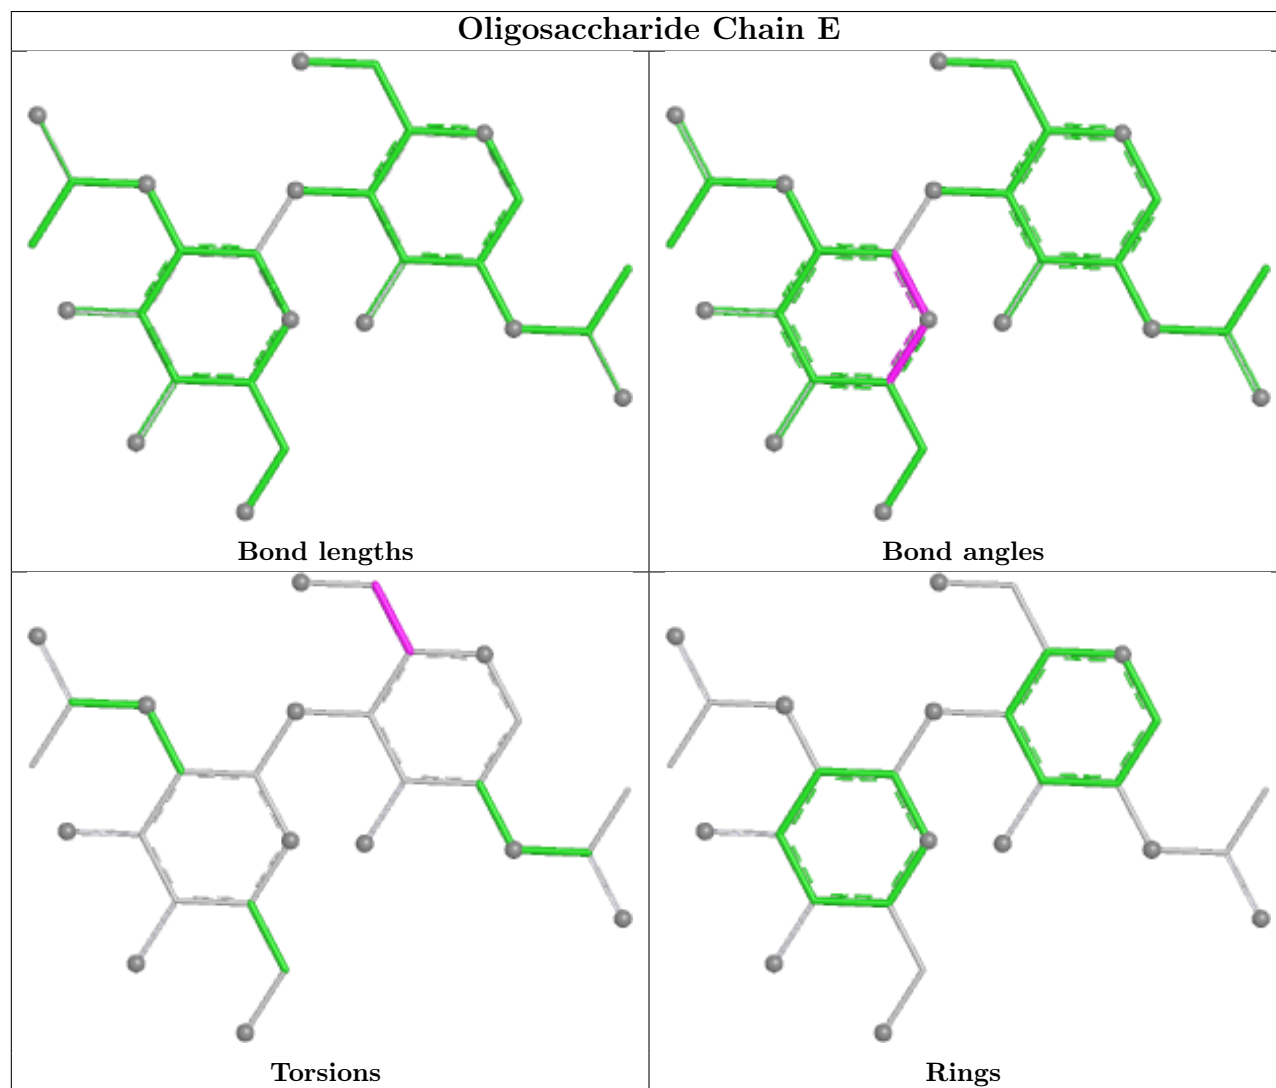 Oligosaccharide Chain E
Bond lengths
Bond angles
Torsions
Rings